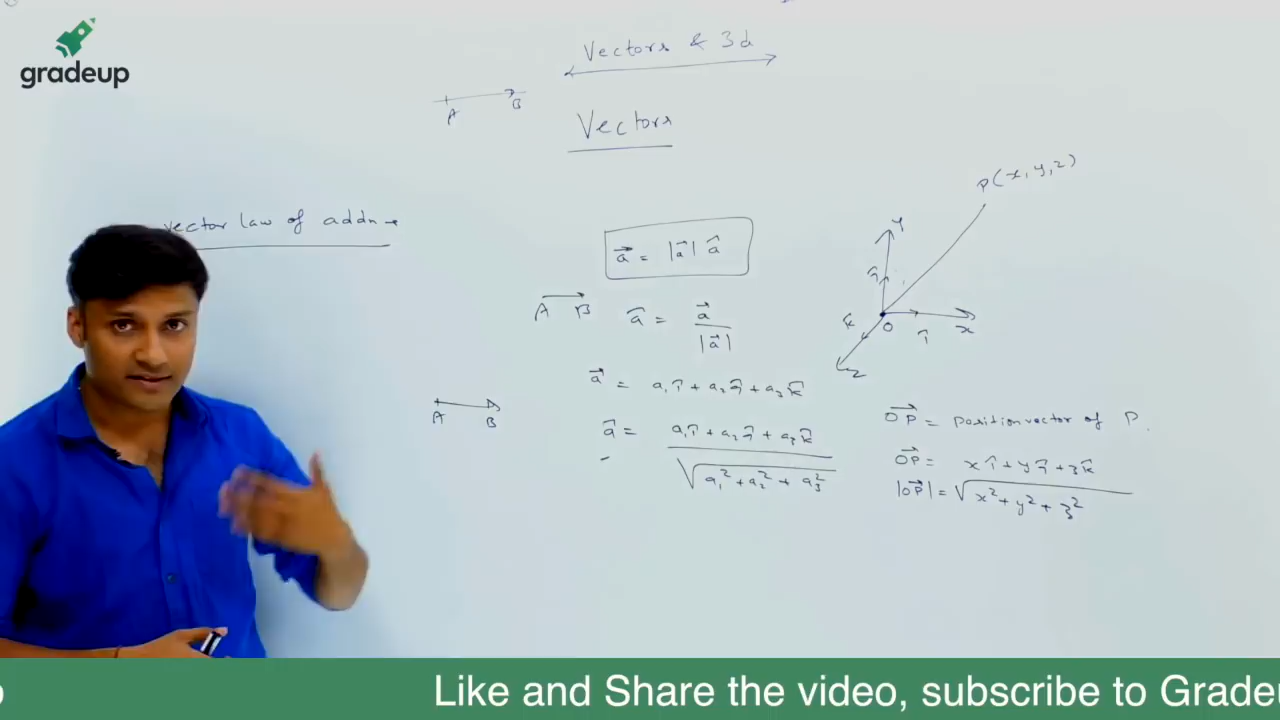 gradeup
Vectors & 3d
A B
Vectors
vector law of addn →
P(x, y, z)
a⃗ = |a⃗| â
y
ĵ
O
x
î
k̂
z
A B
â = a⃗ / |a⃗|
a⃗ = a₁î + a₂ĵ + a₃k̂
A B
â = a₁î + a₂ĵ + a₃k̂ / √a₁² + a₂² + a₃²
OP⃗ = Position vector of P.
OP⃗ = xî + yĵ + zk̂
|OP⃗| = √x² + y² + z²
Like and Share the video, subscribe to Grade